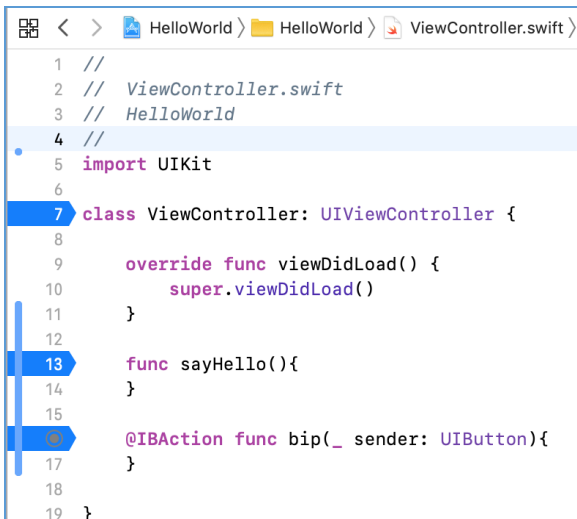 HelloWorld > HelloWorld > ViewController.swift >
1 //
2 //  ViewController.swift
3 //  HelloWorld
4 //
5 import UIKit
6
7 class ViewController: UIViewController {
8
9     override func viewDidLoad() {
10         super.viewDidLoad()
11     }
12
13     func sayHello(){
14     }
15
@IBAction func bip(_ sender: UIButton){
17     }
18
19 }